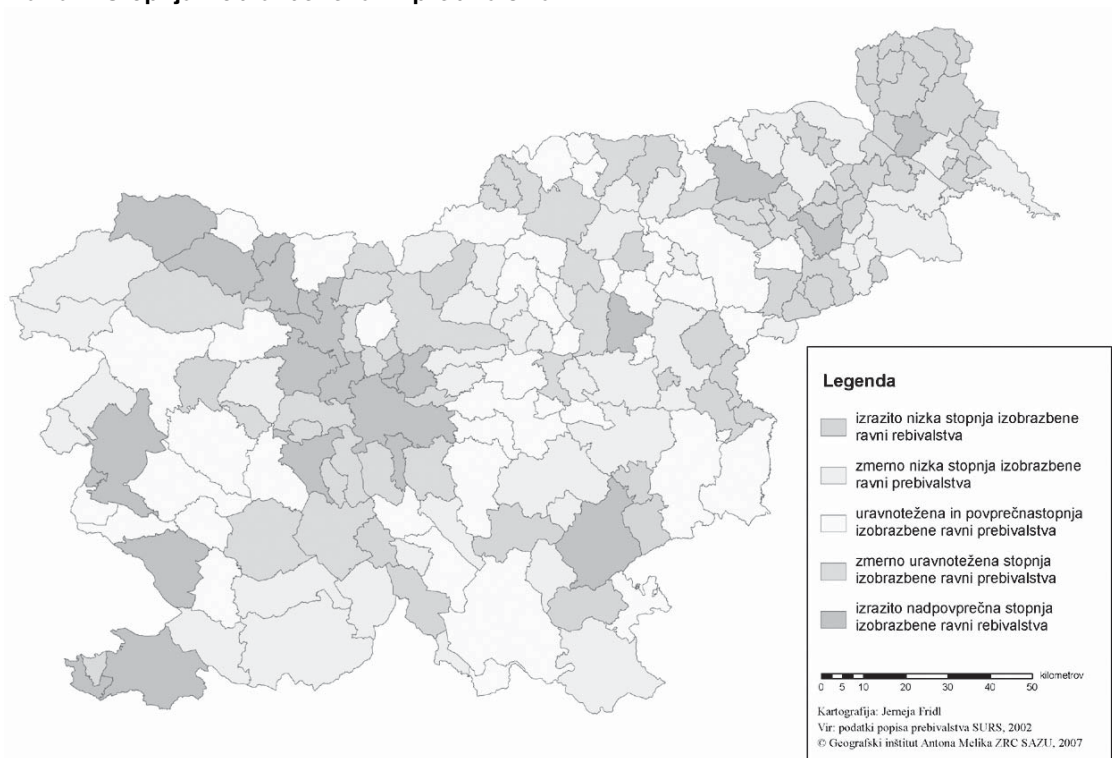 Legenda
izrazito nizka stopnja izobrazbene
ravni rebivalstva
zmerno nizka stopnja izobrazbene
ravni prebivalstva
uravnotežena in povprečnastopnja
izobrazbene ravni prebivalstva
zmerno uravnotežena stopnja
izobrazbene ravni prebivalstva
izrazito nadpovprečna stopnja
izobrazbene ravni rebivalstva
kilometrov
0 5 10 20 30 40 50
Kartografija: Jerneja Fridl
Vir: podatki popisa prebivalstva SURS, 2002
© Geografski inštitut Antona Melika ZRC SAZU, 2007